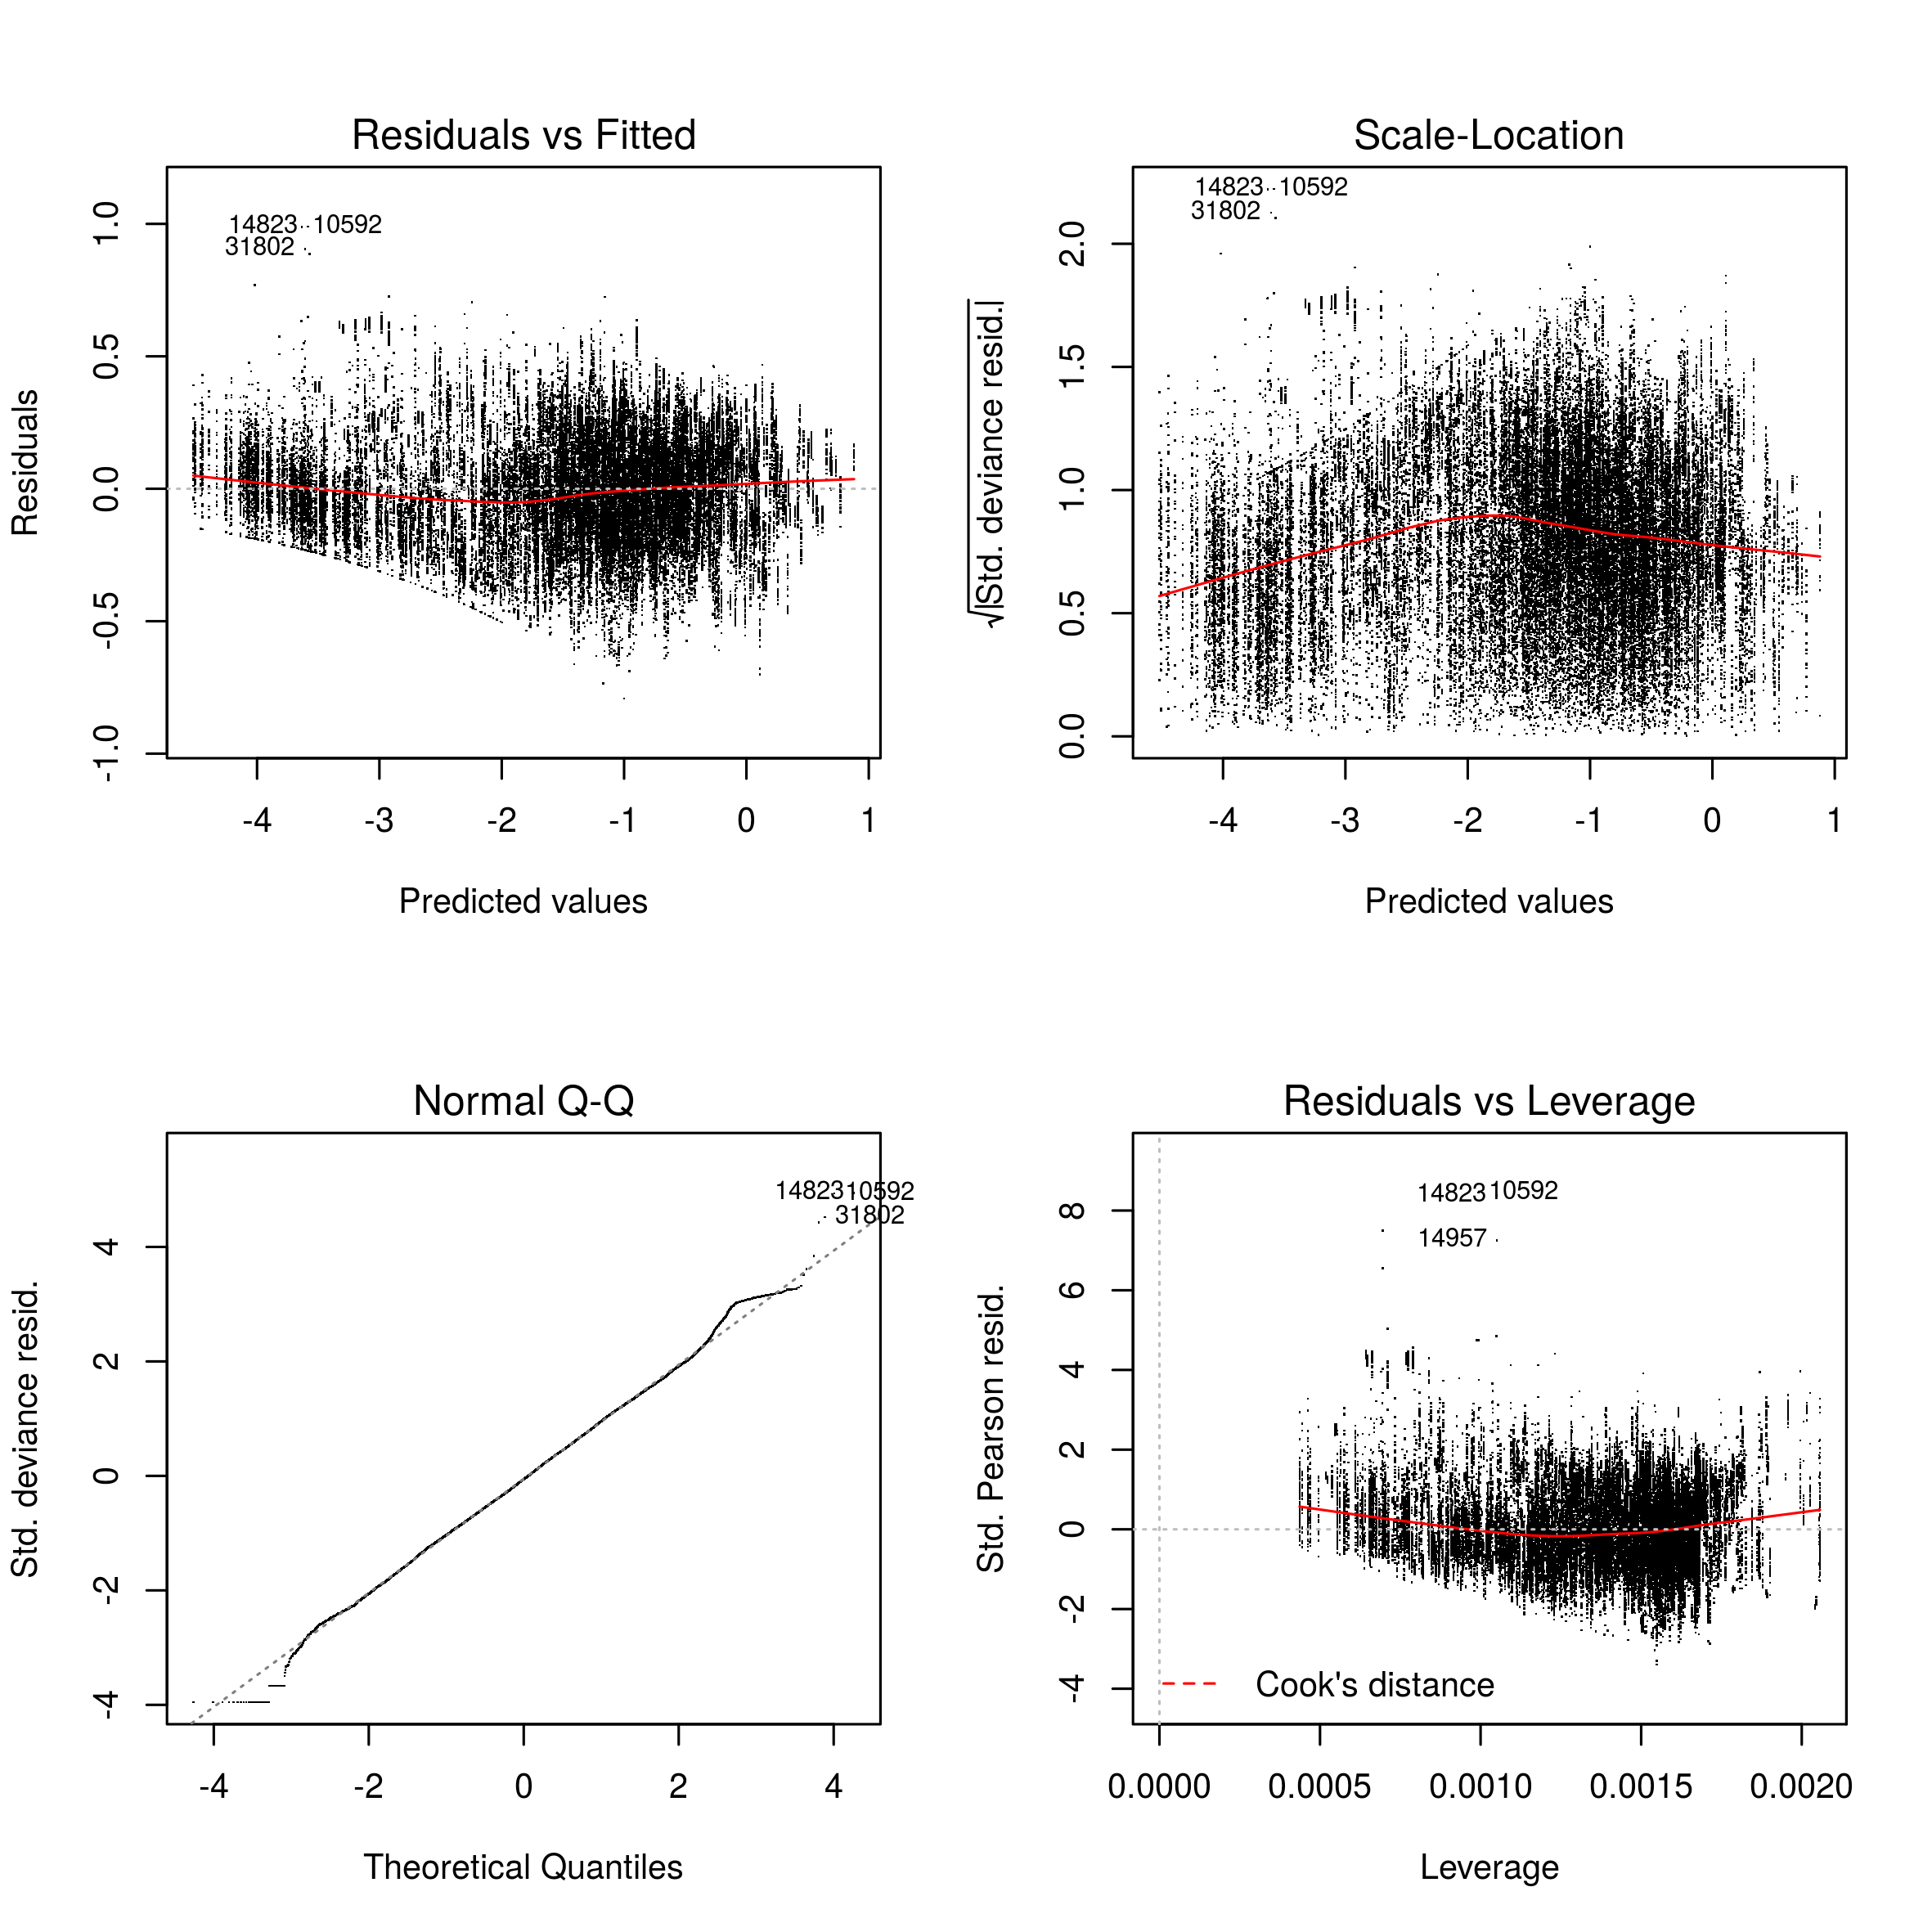 Residuals vs Fitted
Residuals
1.0
0.5
0.0
-0.5
-1.0
14823
10592
31802
-4 -3 -2 -1 0 1
Predicted values
Scale-Location
√|Std. deviance resid.|
2.0
1.5
1.0
0.5
0.0
14823
10592
31802
-4 -3 -2 -1 0 1
Predicted values
Normal Q-Q
Std. deviance resid.
4
2
0
-2
-4
14823
10592
31802
-4 -2 0 2 4
Theoretical Quantiles
Residuals vs Leverage
Std. Pearson resid.
8
6
4
2
0
-2
-4
14823
10592
14957
Cook's distance
0.0000 0.0005 0.0010 0.0015 0.0020
Leverage